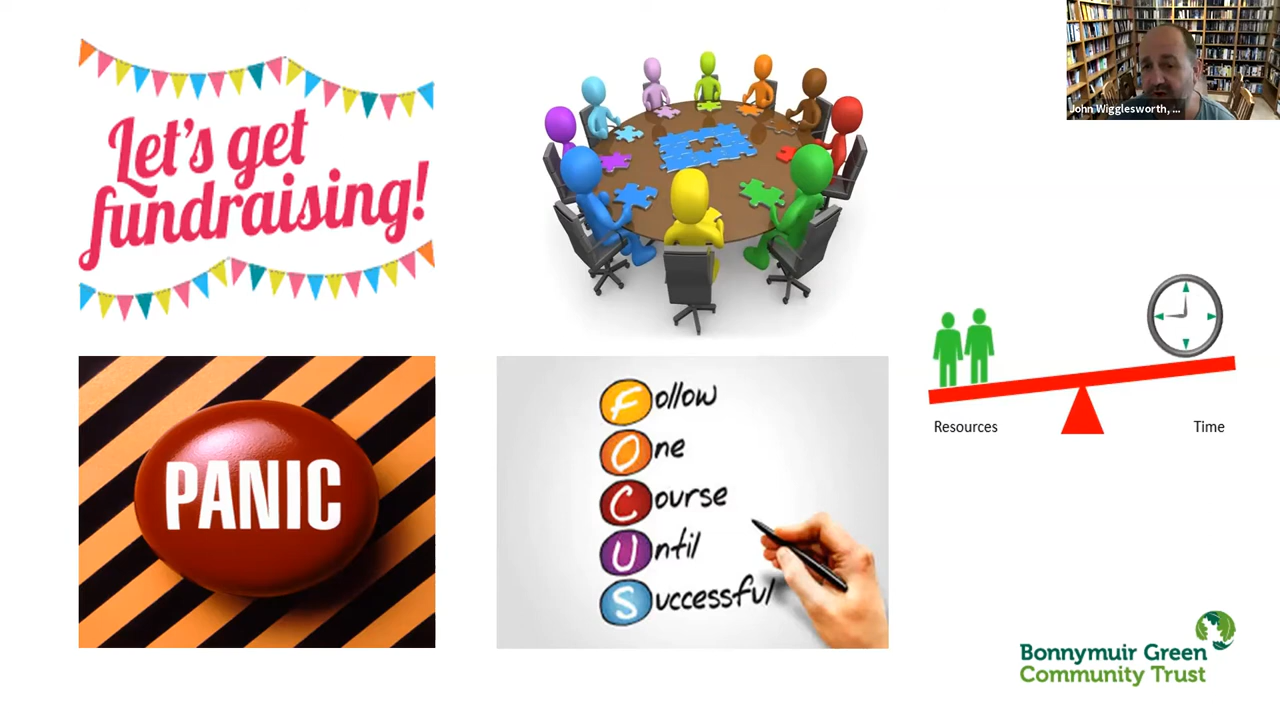 Let's get
fundraising!
John Wigglesworth, ...
PANIC
Follow
One
Course
Until
Successful
Resources
Time
Bonnymuir Green
Community Trust